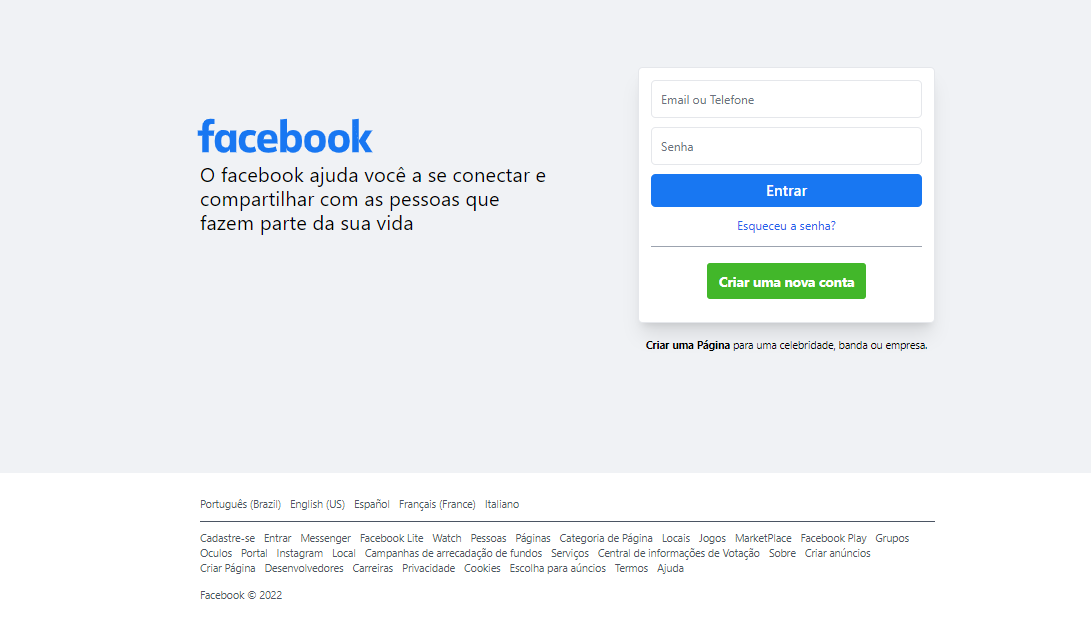 facebook
O facebook ajuda você a se conectar e
compartilhar com as pessoas que
fazem parte da sua vida
Email ou Telefone
Senha
Entrar
Esqueceu a senha?
Criar uma nova conta
Criar uma Página para uma celebridade, banda ou empresa.
Português (Brazil) English (US) Español Français (France) Italiano
Cadastre-se Entrar Messenger Facebook Lite Watch Pessoas Páginas Categoria de Página Locais Jogos MarketPlace Facebook Play Grupos
Oculos Portal Instagram Local Campanhas de arrecadação de fundos Serviços Central de informações de Votação Sobre Criar anúncios
Criar Página Desenvolvedores Carreiras Privacidade Cookies Escolha para aúncios Termos Ajuda
Facebook © 2022